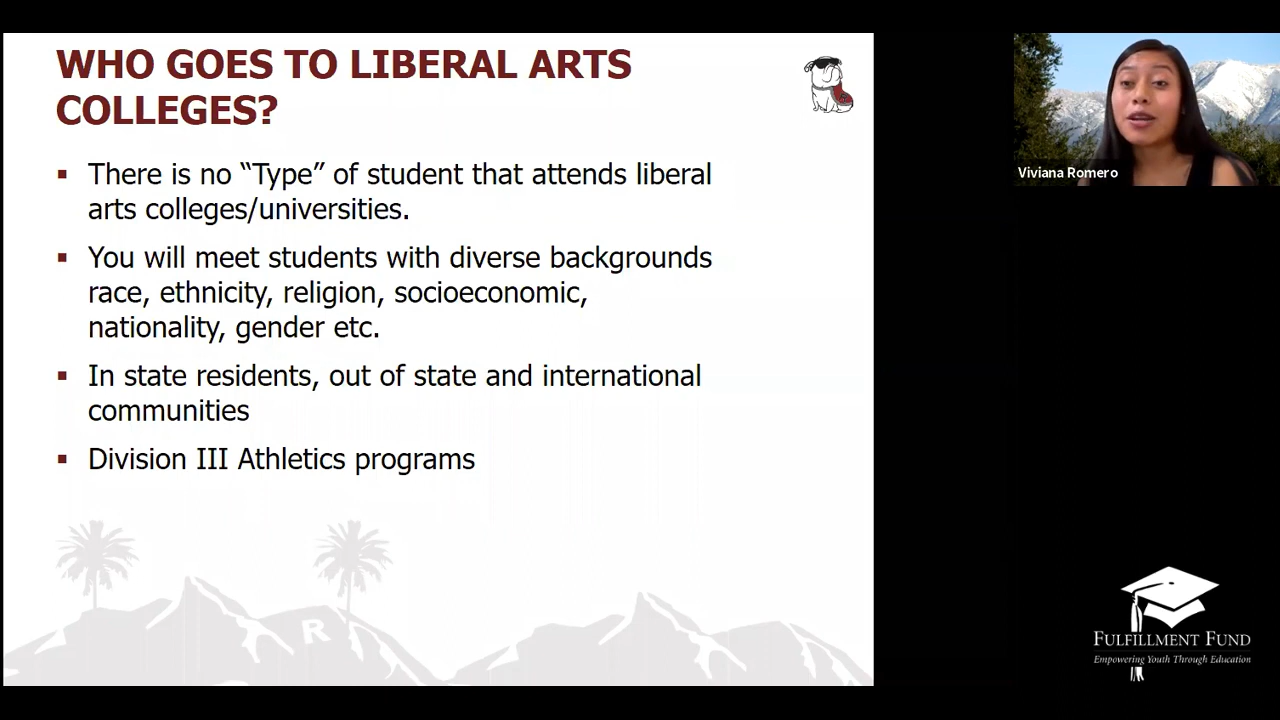 WHO GOES TO LIBERAL ARTS
COLLEGES?
▪ There is no “Type” of student that attends liberal
arts colleges/universities.
▪ You will meet students with diverse backgrounds
race, ethnicity, religion, socioeconomic,
nationality, gender etc.
▪ In state residents, out of state and international
communities
▪ Division III Athletics programs
R
Viviana Romero
FULFILLMENT FUND
Empowering Youth Through Education